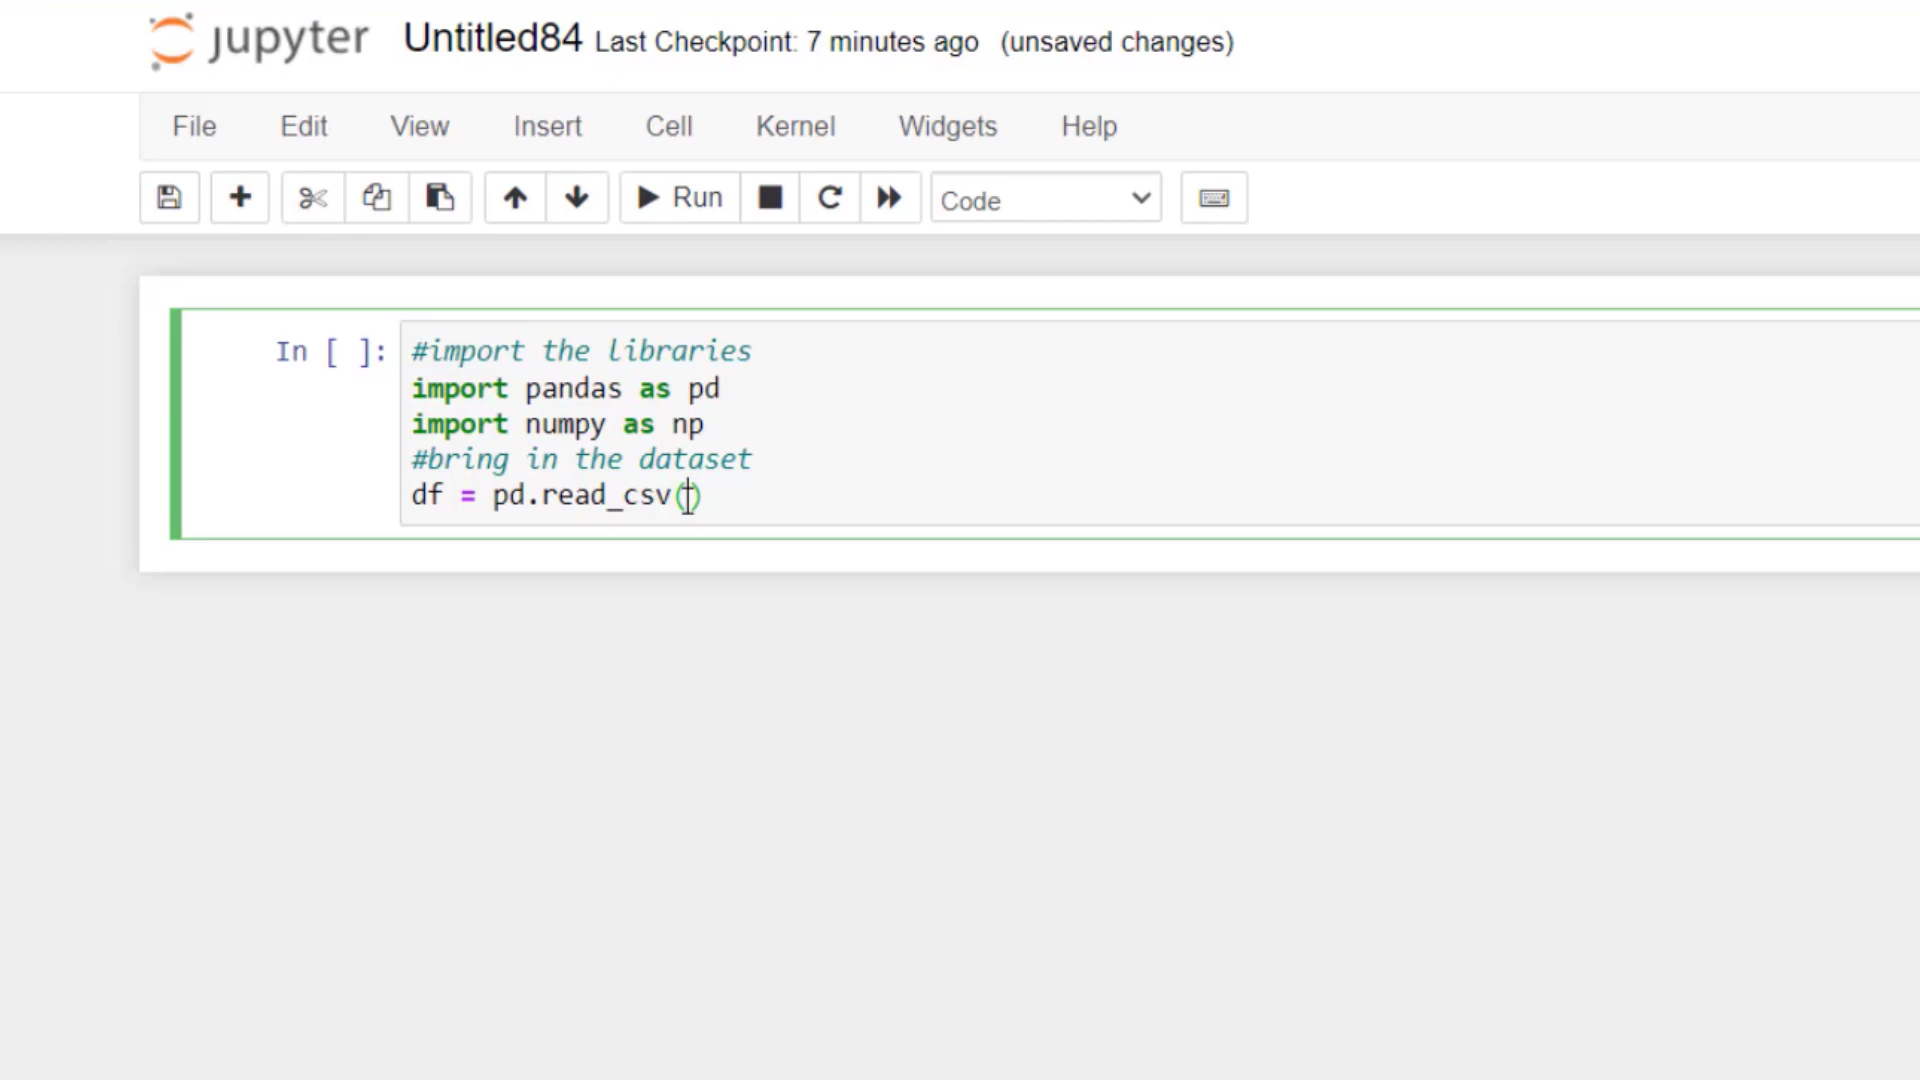 jupyter Untitled84 Last Checkpoint: 7 minutes ago (unsaved changes)
File Edit View Insert Cell Kernel Widgets Help
Run Code
In [ ]: #import the libraries
import pandas as pd
import numpy as np
#bring in the dataset
df = pd.read_csv()